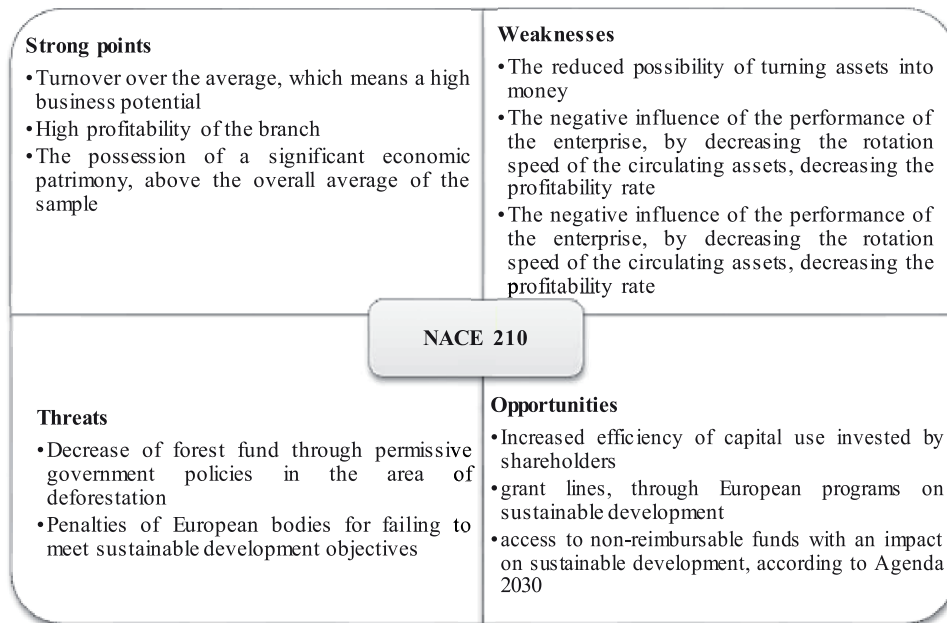 Strong points
•Turnover over the average, which means a high
business potential
•High profitability of the branch
•The possession of a significant economic
patrimony, above the overall average of the
sample
Weaknesses
•The reduced possibility of turning assets into
money
•The negative influence of the performance of
the enterprise, by decreasing the rotation
speed of the circulating assets, decreasing the
profitability rate
•The negative influence of the performance of
the enterprise, by decreasing the rotation
speed of the circulating assets, decreasing the
profitability rate
NACE 210
Threats
•Decrease of forest fund through permissive
government policies in the area of
deforestation
•Penalties of European bodies for failing to
meet sustainable development objectives
Opportunities
•Increased efficiency of capital use invested by
shareholders
•grant lines, through European programs on
sustainable development
•access to non-reimbursable funds with an impact
on sustainable development, according to Agenda
2030